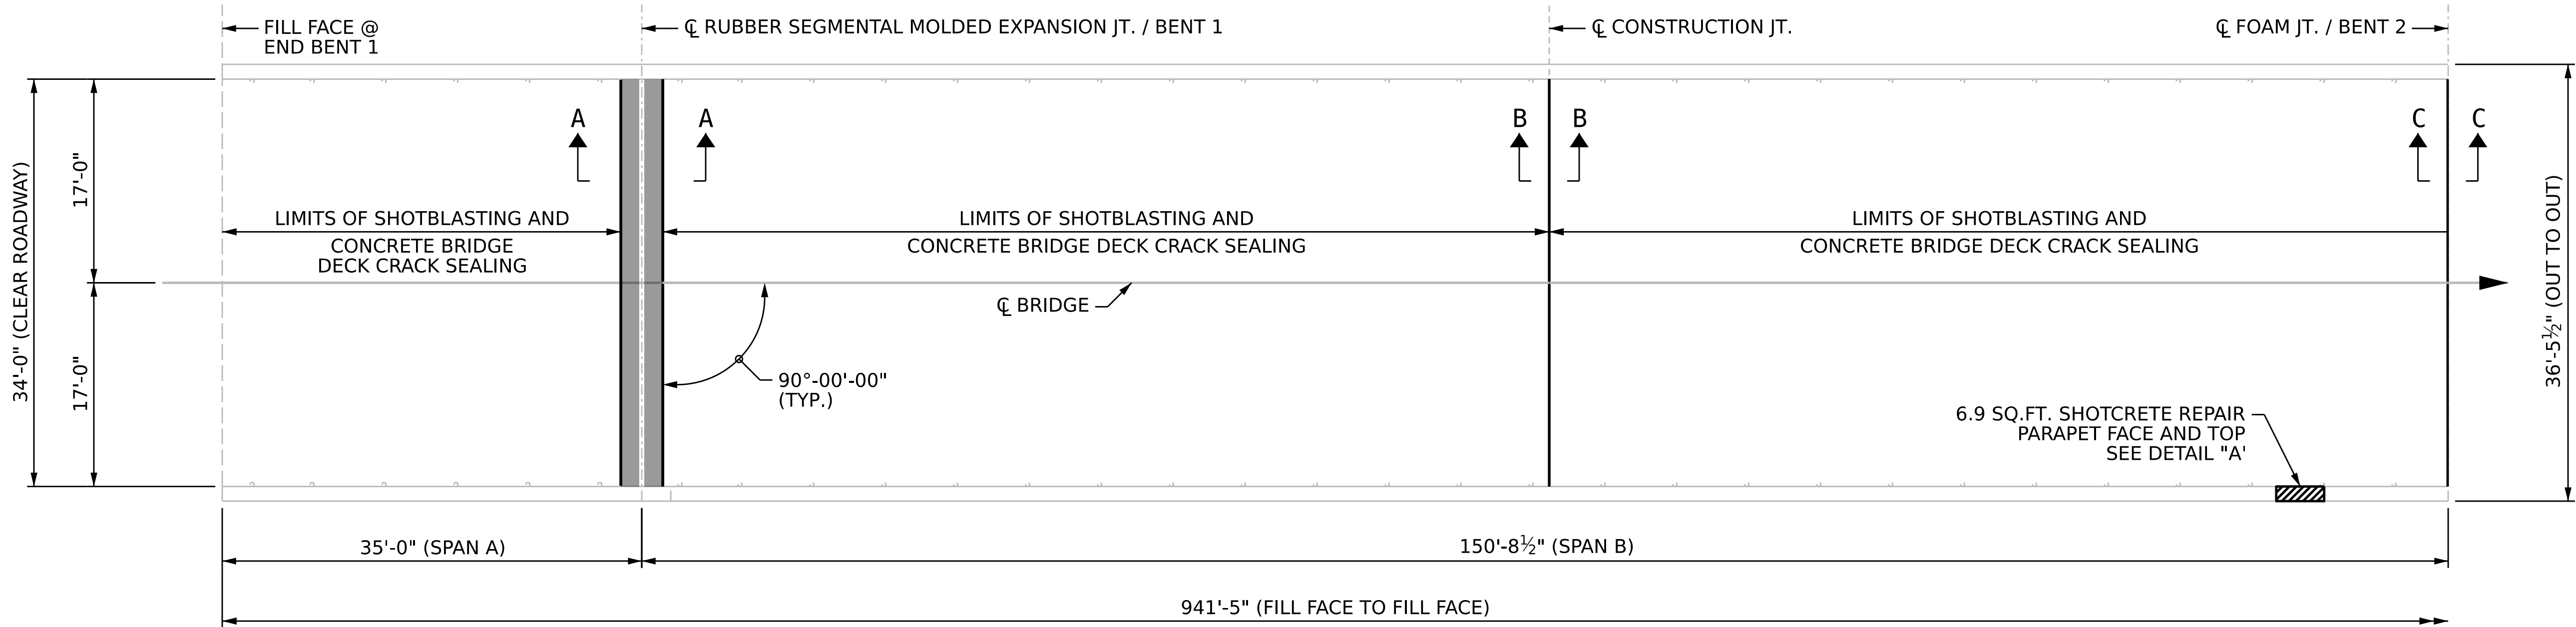 FILL FACE @
END BENT 1
℄ RUBBER SEGMENTAL MOLDED EXPANSION JT. / BENT 1
℄ CONSTRUCTION JT.
℄ FOAM JT. / BENT 2
A
A
B
B
C
C
34'-0" (CLEAR ROADWAY)
17'-0"
17'-0"
LIMITS OF SHOTBLASTING AND
CONCRETE BRIDGE
DECK CRACK SEALING
LIMITS OF SHOTBLASTING AND
CONCRETE BRIDGE DECK CRACK SEALING
LIMITS OF SHOTBLASTING AND
CONCRETE BRIDGE DECK CRACK SEALING
36'-5½" (OUT TO OUT)
℄ BRIDGE
90°-00'-00"
(TYP.)
6.9 SQ.FT. SHOTCRETE REPAIR
PARAPET FACE AND TOP
SEE DETAIL "A'
35'-0" (SPAN A)
150'-8½" (SPAN B)
941'-5" (FILL FACE TO FILL FACE)